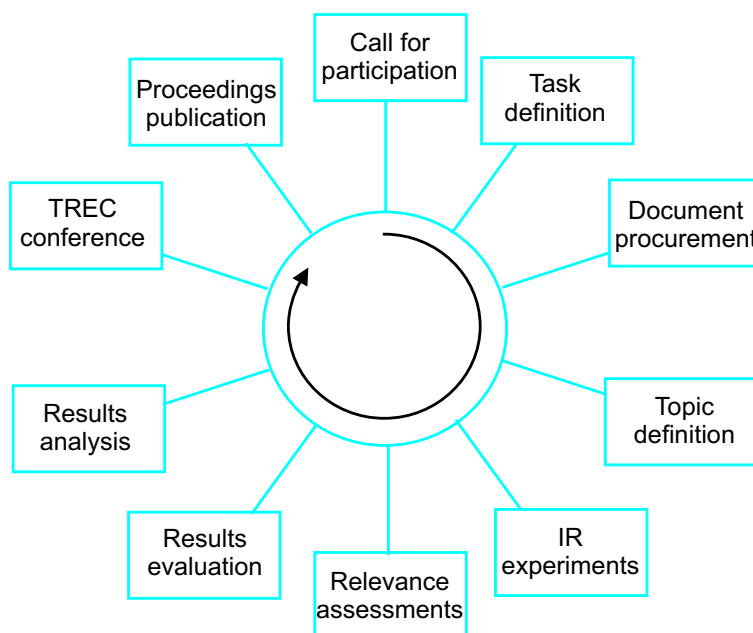 Call for
participation
Task
definition
Document
procurement
Topic
definition
IR
experiments
Relevance
assessments
Results
evaluation
Results
analysis
TREC
conference
Proceedings
publication